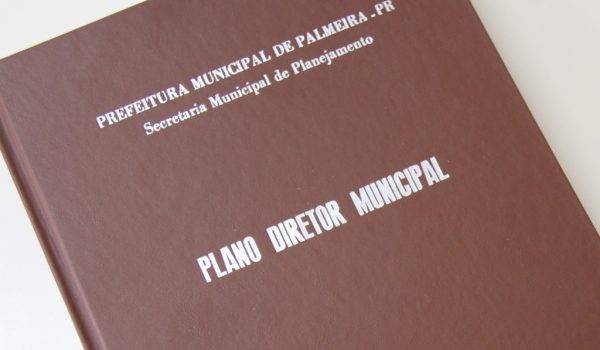 PREFEITURA MUNICIPAL DE PALMEIRA - PR
Secretaria Municipal de Planejamento
PLANO DIRETOR MUNICIPAL